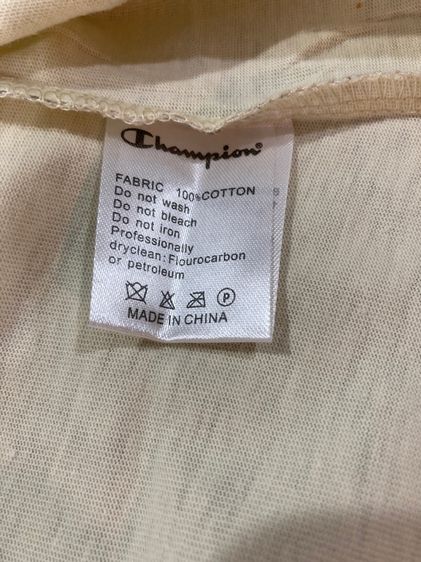 Champion
FABRIC 100%COTTON
Do not wash
Do not bleach
Do not iron
Professionally
dryclean:Flourocarbon
or petroleum
P
MADE IN CHINA